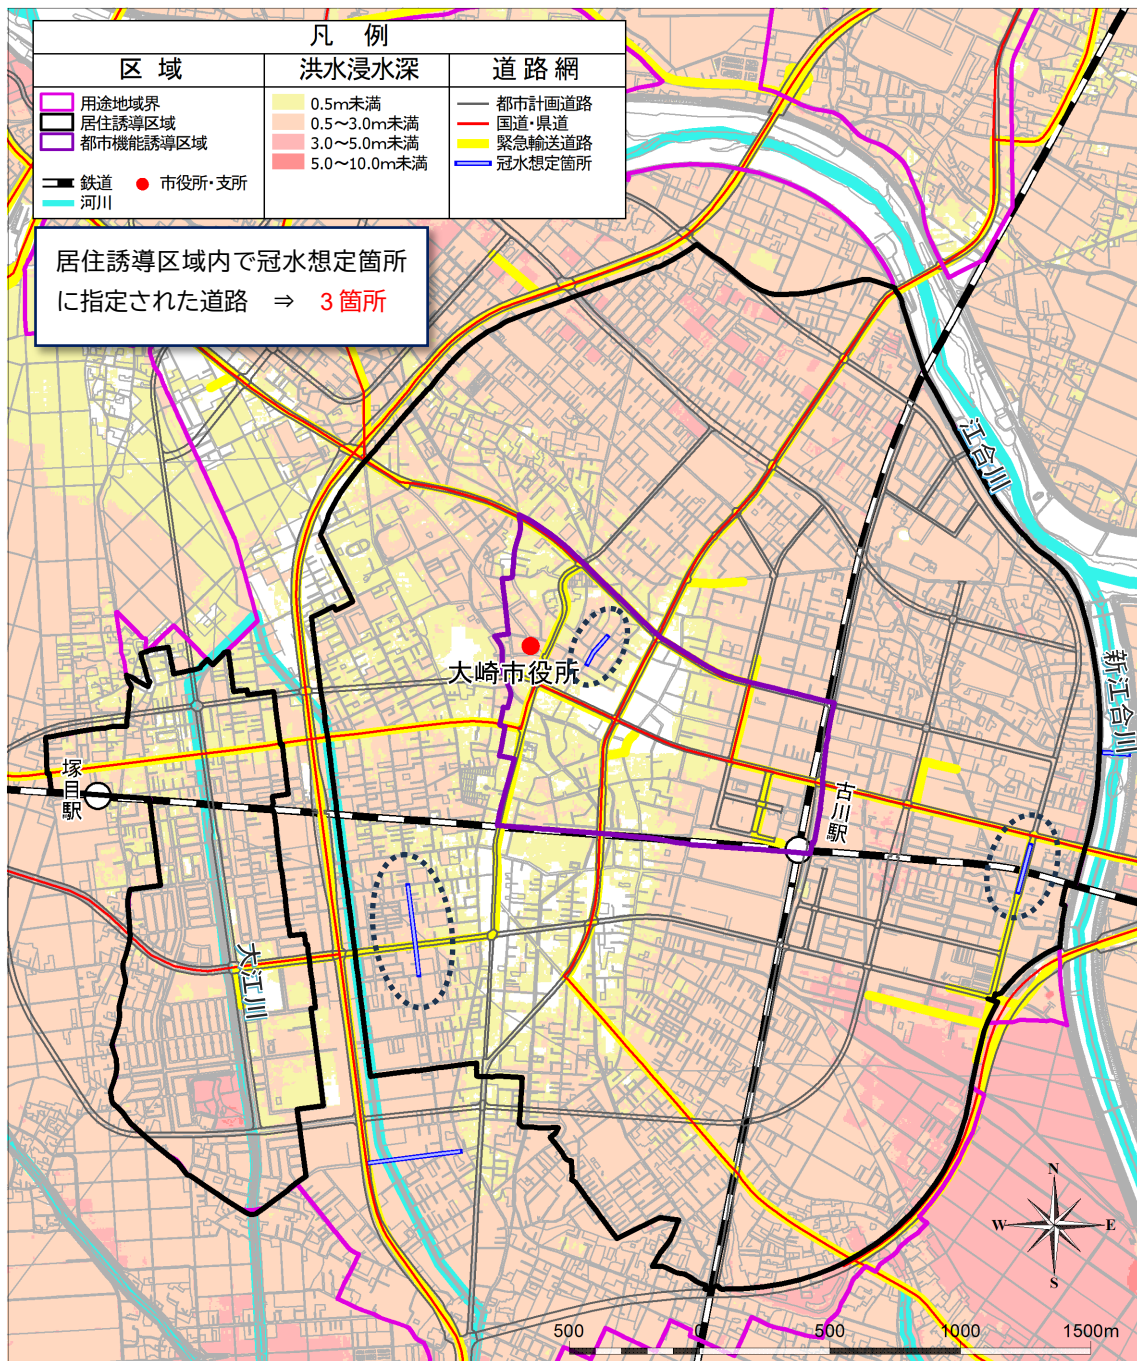 凡 例
区 域
洪水浸水深
道路網
用途地域界
居住誘導区域
都市機能誘導区域
鉄道
市役所・支所
河川
0.5m未満
0.5～3.0m未満
3.0～5.0m未満
5.0～10.0m未満
都市計画道路
国道・県道
緊急輸送道路
冠水想定箇所
居住誘導区域内で冠水想定箇所
に指定された道路 ⇒ 3箇所
江合川
大崎市役所
新江合川
塚目駅
古川駅
大江川
N
W
E
S
500
0
500
1000
1500m